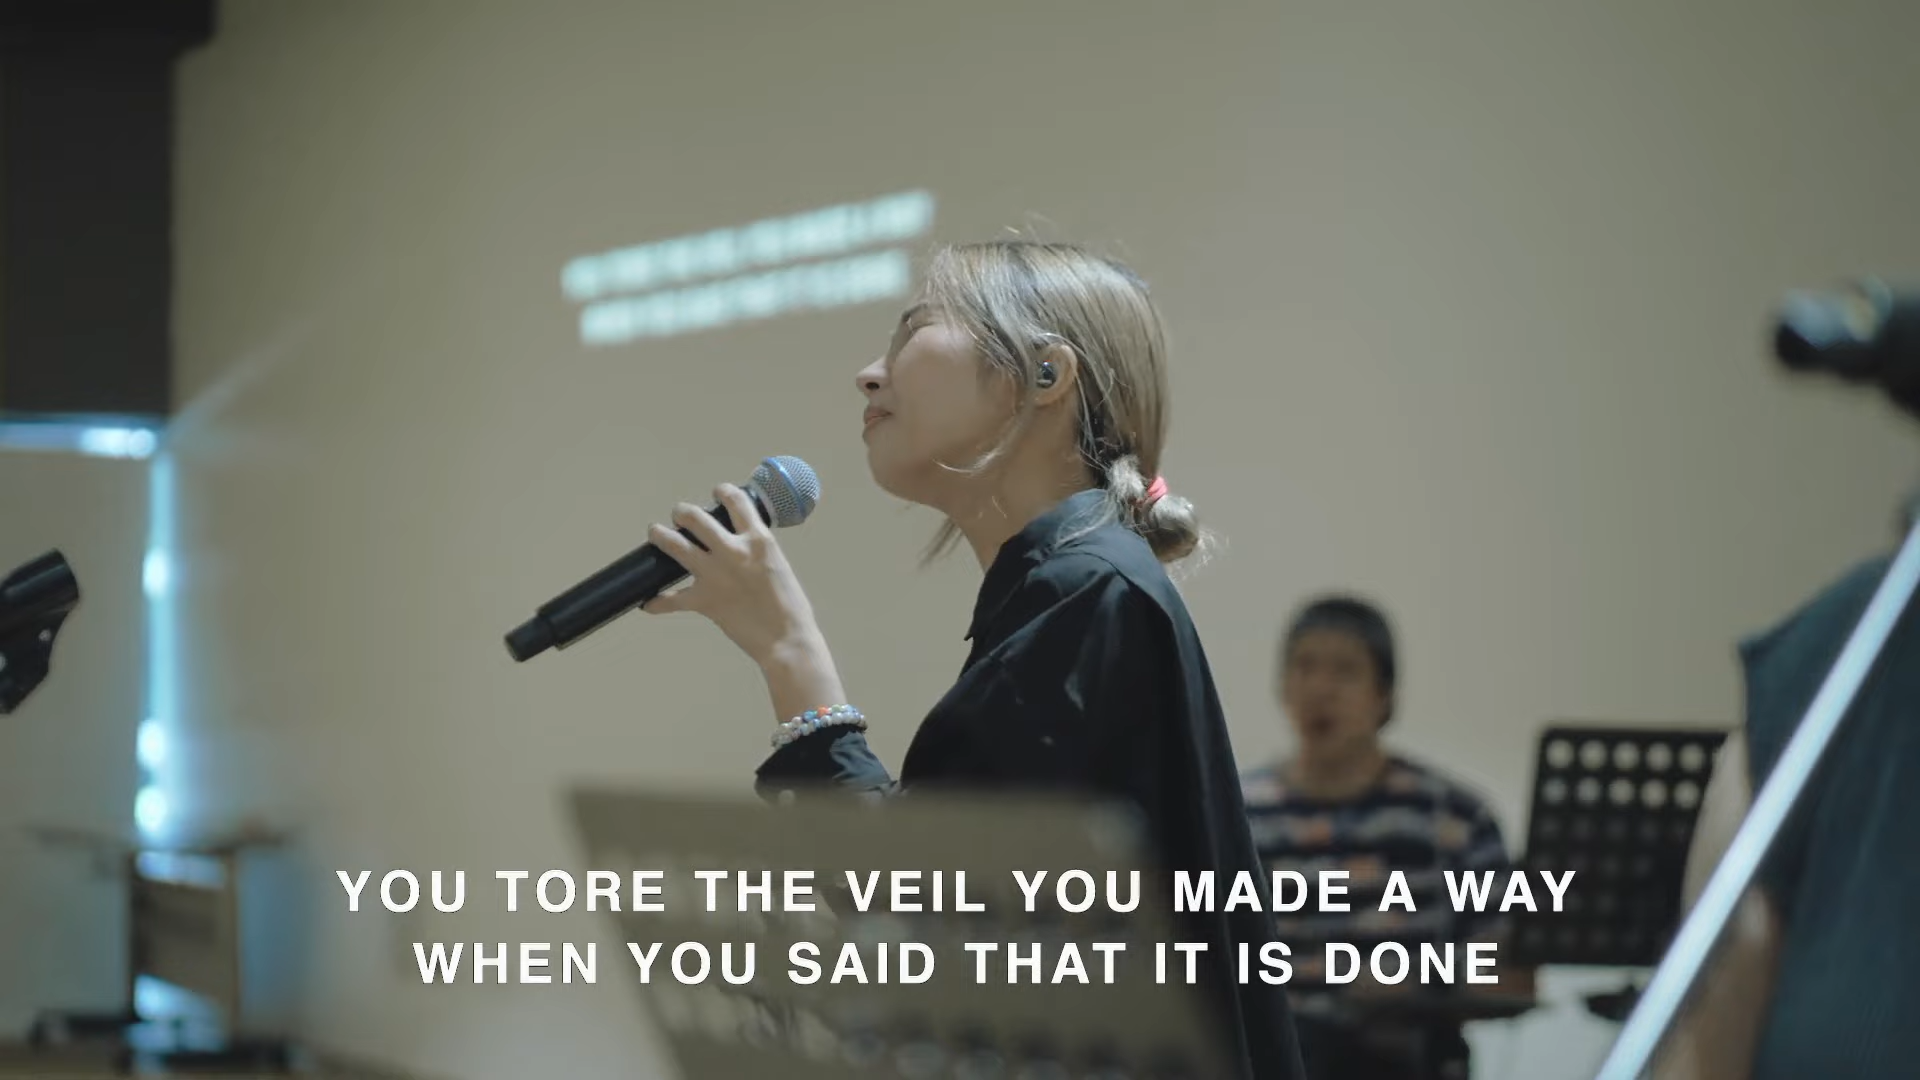 YOU TORE THE VEIL YOU MADE A WAY
WHEN YOU SAID THAT IT IS DONE